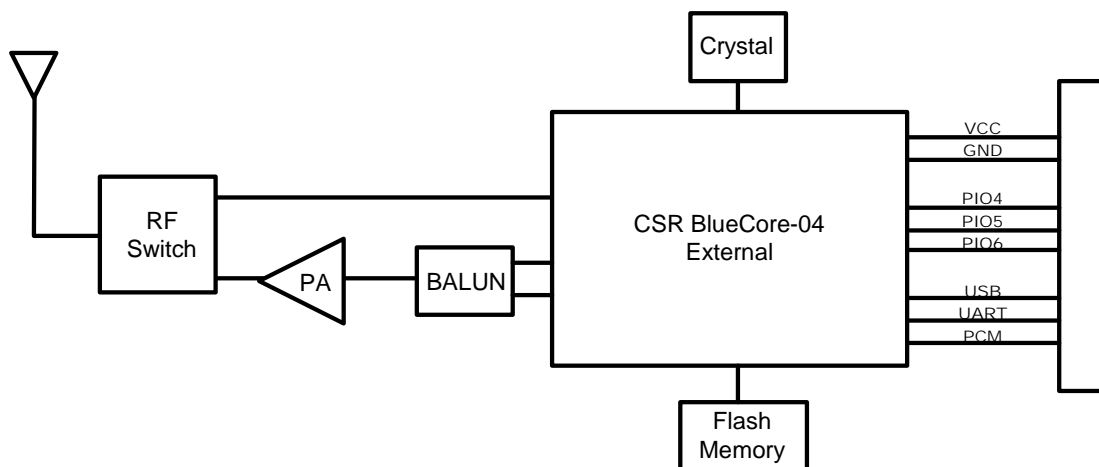 Crystal
VCC
GND
RF
Switch
PIO4
CSR BlueCore-04
PIO5
External
PIO6
PA
BALUN
USB
UART
PCM
Flash
Memory